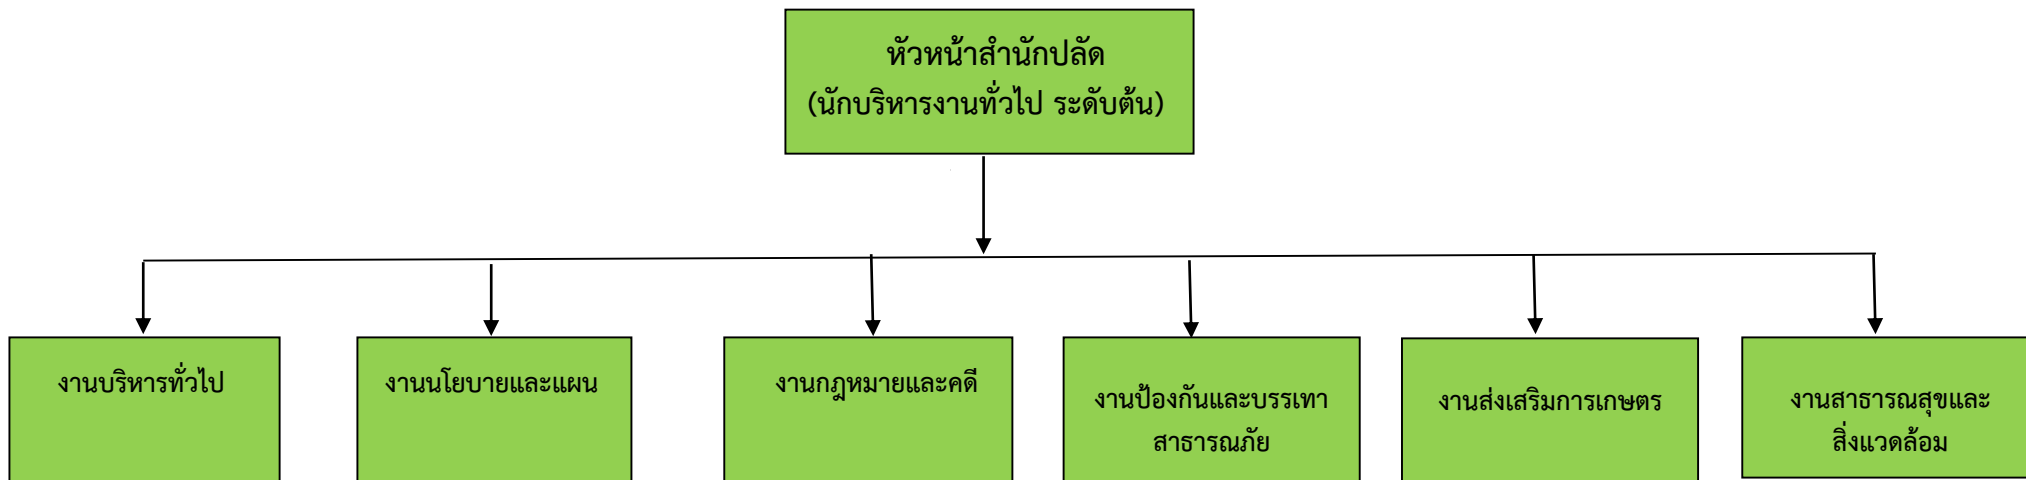 หัวหน้าสำนักปลัด
(นักบริหารงานทั่วไป ระดับต้น)
งานบริหารทั่วไป
งานนโยบายและแผน
งานกฎหมายและคดี
งานป้องกันและบรรเทา
สาธารณภัย
งานส่งเสริมการเกษตร
งานสาธารณสุขและ
สิ่งแวดล้อม